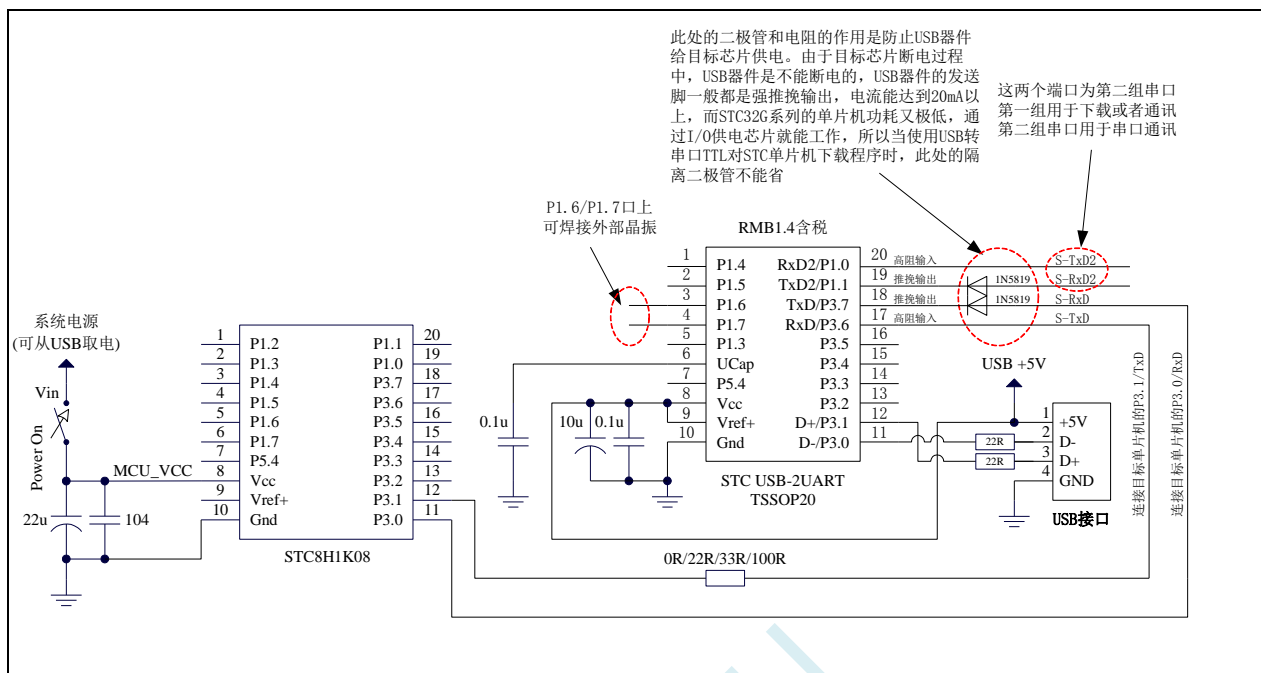 此处的二极管和电阻的作用是防止USB器件
给目标芯片供电。由于目标芯片断电过程
中，USB器件是不能断电的，USB器件的发送
脚一般都是强推挽输出，电流能达到20mA以
上，而STC32G系列的单片机功耗又极低，通
过I/O供电芯片就能工作，所以当使用USB转
串口TTL对STC单片机下载程序时，此处的隔
离二极管不能省
这两个端口为第二组串口
第一组用于下载或者通讯
第二组串口用于串口通讯
P1.6/P1.7口上
可焊接外部晶振
RMB1.4含税
1 P1.4 RxD2/P1.0 20 高阻输入 S-TxD2
2 P1.5 TxD2/P1.1 19 推挽输出 1N5819 S-RxD2
3 P1.6 TxD/P3.7 18 推挽输出 1N5819 S-RxD
4 P1.7 RxD/P3.6 17 高阻输入 S-TxD
5 P1.3 P3.5 16
6 UCap P3.4 15
7 P5.4 P3.3 14
8 Vcc P3.2 13
9 Vref+ D+/P3.1 12
10 Gnd D-/P3.0 11
STC USB-2UART
TSSOP20
0.1u
10u
0.1u
22R
22R
USB +5V
1 +5V
2 D-
3 D+
4 GND
USB接口
连接目标单片机的P3.1/TxD
连接目标单片机的P3.0/RxD
系统电源
(可从USB取电)
Vin
Power On
MCU_VCC
22u
104
1 P1.2 P1.1 20
2 P1.3 P1.0 19
3 P1.4 P3.7 18
4 P1.5 P3.6 17
5 P1.6 P3.5 16
6 P1.7 P3.4 15
7 P5.4 P3.3 14
8 Vcc P3.2 13
9 Vref+ P3.1 12
10 Gnd P3.0 11
STC8H1K08
0R/22R/33R/100R